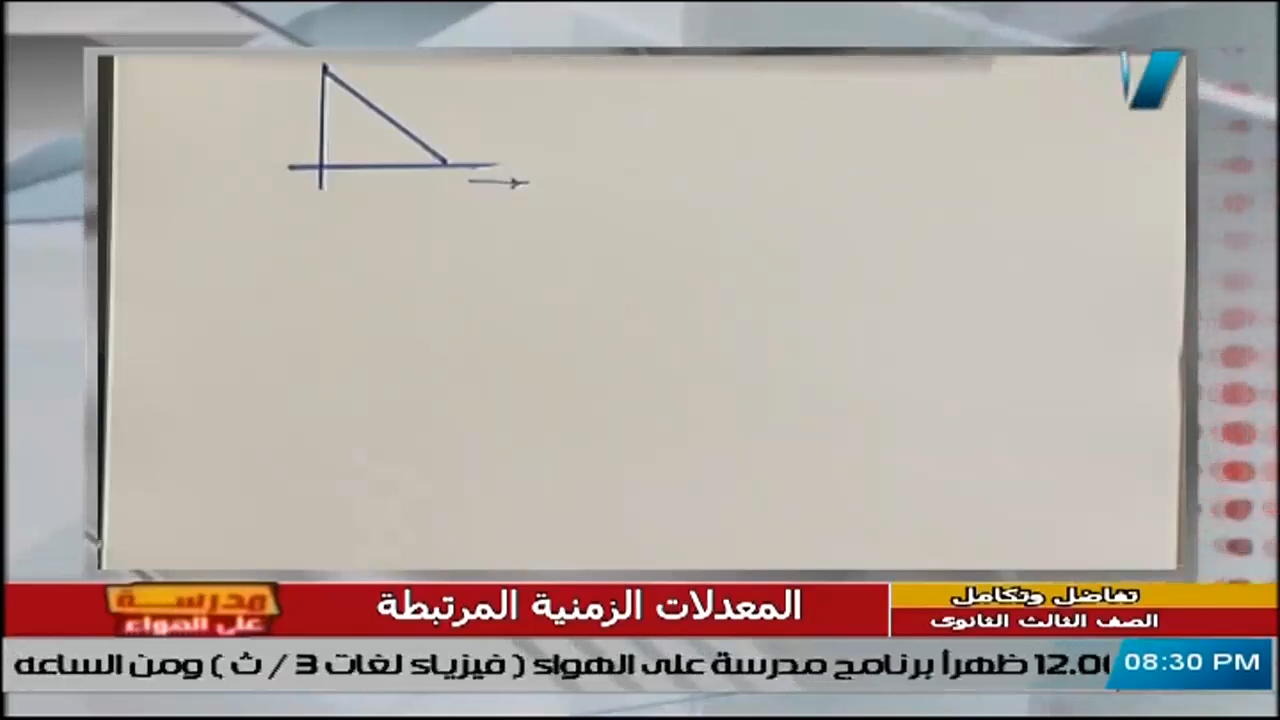 المعدلات الزمنية المرتبطة
تفاضل وتكامل
الصف الثالث الثانوى
مدرسة
على الهواء
08:30 PM
12.00 ظهراً برنامج مدرسة على الهواء ( فيزياء لغات 3 / ث ) ومن الساعه